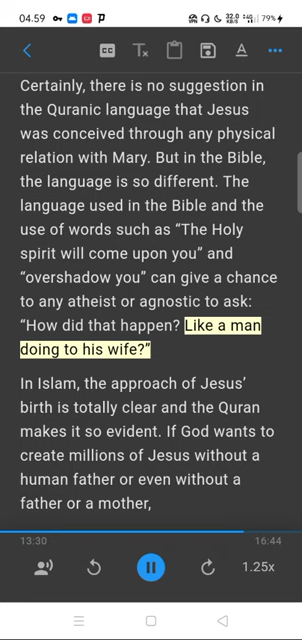 04.59
32.0
KB/S
79%
CC
A
Certainly, there is no suggestion in
the Quranic language that Jesus
was conceived through any physical
relation with Mary. But in the Bible,
the language is so different. The
language used in the Bible and the
use of words such as “The Holy
spirit will come upon you” and
“overshadow you” can give a chance
to any atheist or agnostic to ask:
“How did that happen? Like a man
doing to his wife?”
In Islam, the approach of Jesus’
birth is totally clear and the Quran
makes it so evident. If God wants to
create millions of Jesus without a
human father or even without a
father or a mother,
13:30
16:44
1.25x